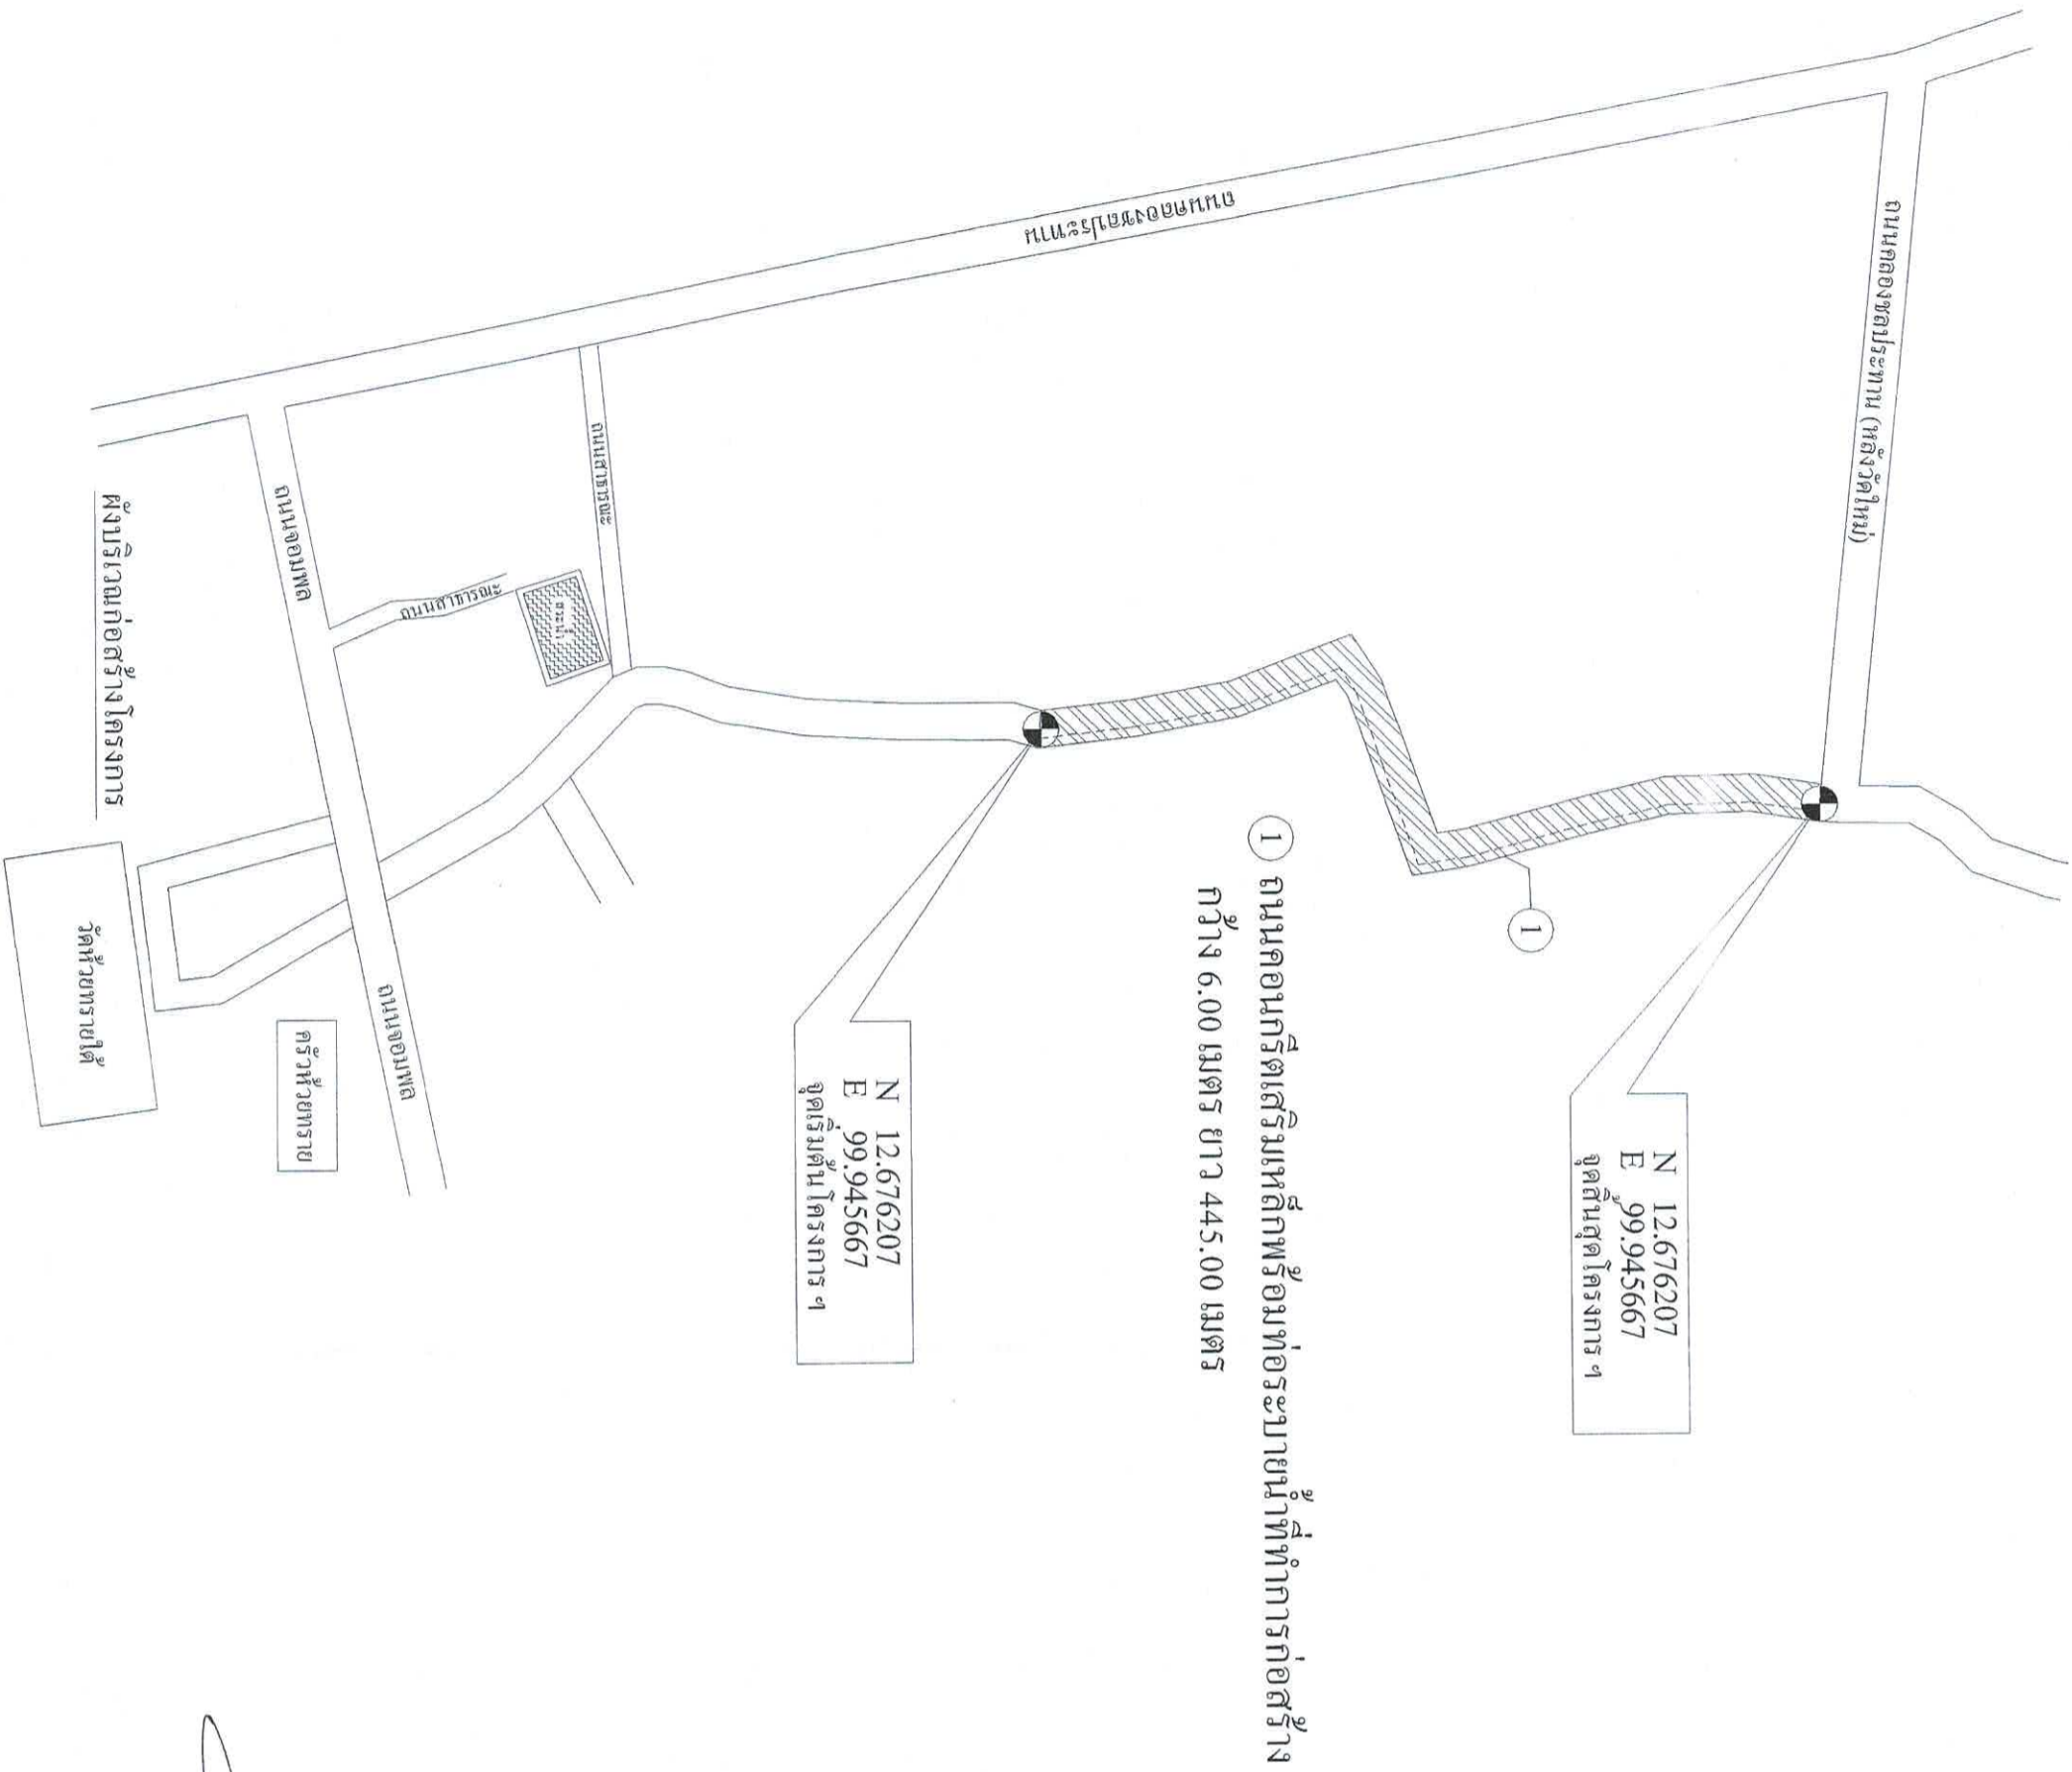 ถนนคลองชลประทาน (หลังวัดใหม่)
N 12.676207
E 99.945667
จุดสิ้นสุดโครงการ ฯ
1
① ถนนคอนกรีตเสริมเหล็กพร้อมท่อระบายน้ำที่ทำการก่อสร้าง
กว้าง 6.00 เมตร ยาว 445.00 เมตร
ถนนคลองชลประทาน
N 12.676207
E 99.945667
จุดเริ่มต้นโครงการ ฯ
ถนนสาธารณะ
สระน้ำ
ถนนสาธารณะ
ถนนจอมพล
ถนนจอมพล
ครัวห้วยทราย
วัดห้วยทรายใต้
ผังบริเวณก่อสร้างโครงการ